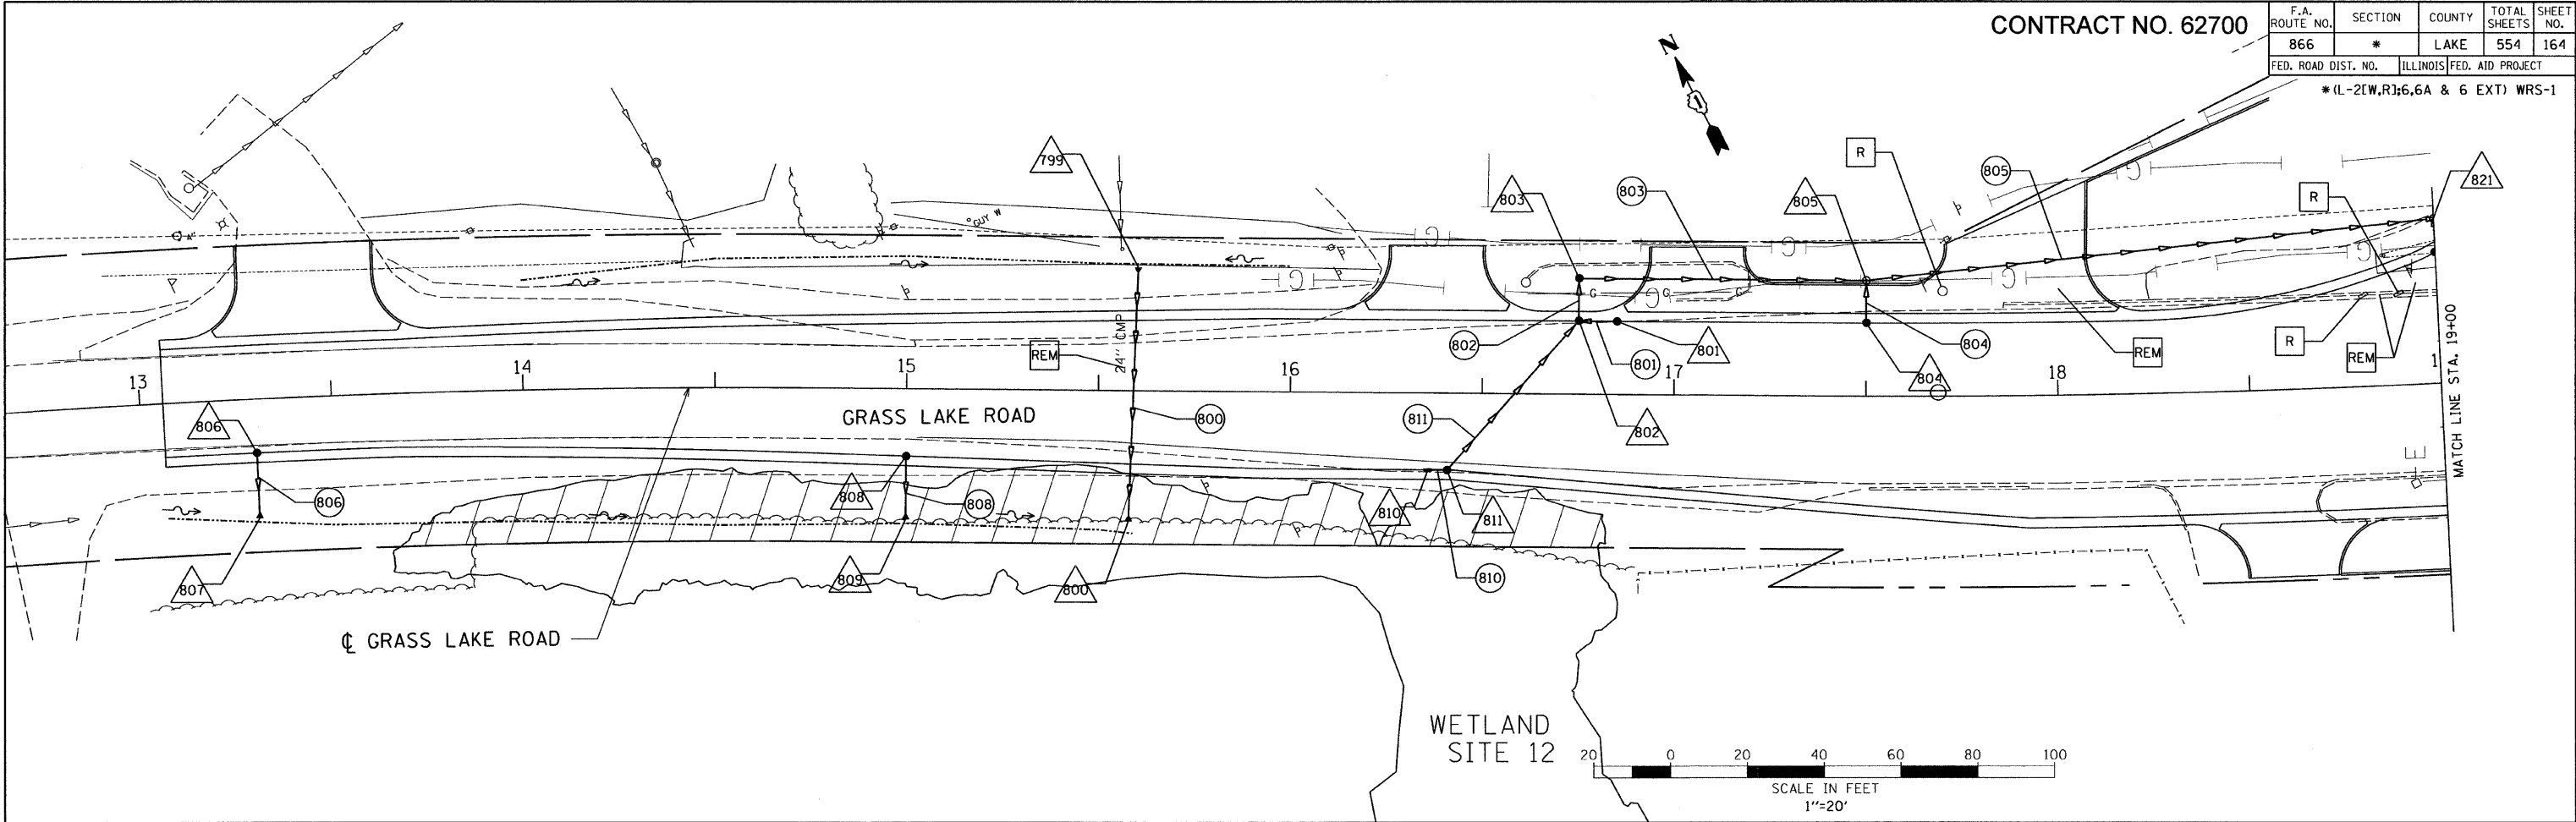 CONTRACT NO. 62700
F.A. ROUTE NO. SECTION COUNTY TOTAL SHEETS SHEET NO.
866 * LAKE 554 164
FED. ROAD DIST. NO. ILLINOIS FED. AID PROJECT
*(L-2[W,R];6,6A & 6 EXT) WRS-1
N
799
803
803
805
R
805
R
821
GUY W
G G G
24" CMP
REM
802
801
801
804
804
REM
R
REM
13
14
15
16
17
18
1
MATCH LINE STA. 19+00
806
GRASS LAKE ROAD
800
811
802
806
808
808
810
811
E
807
809
800
810
℄ GRASS LAKE ROAD
WETLAND
SITE 12
20 0 20 40 60 80 100
SCALE IN FEET
1"=20'